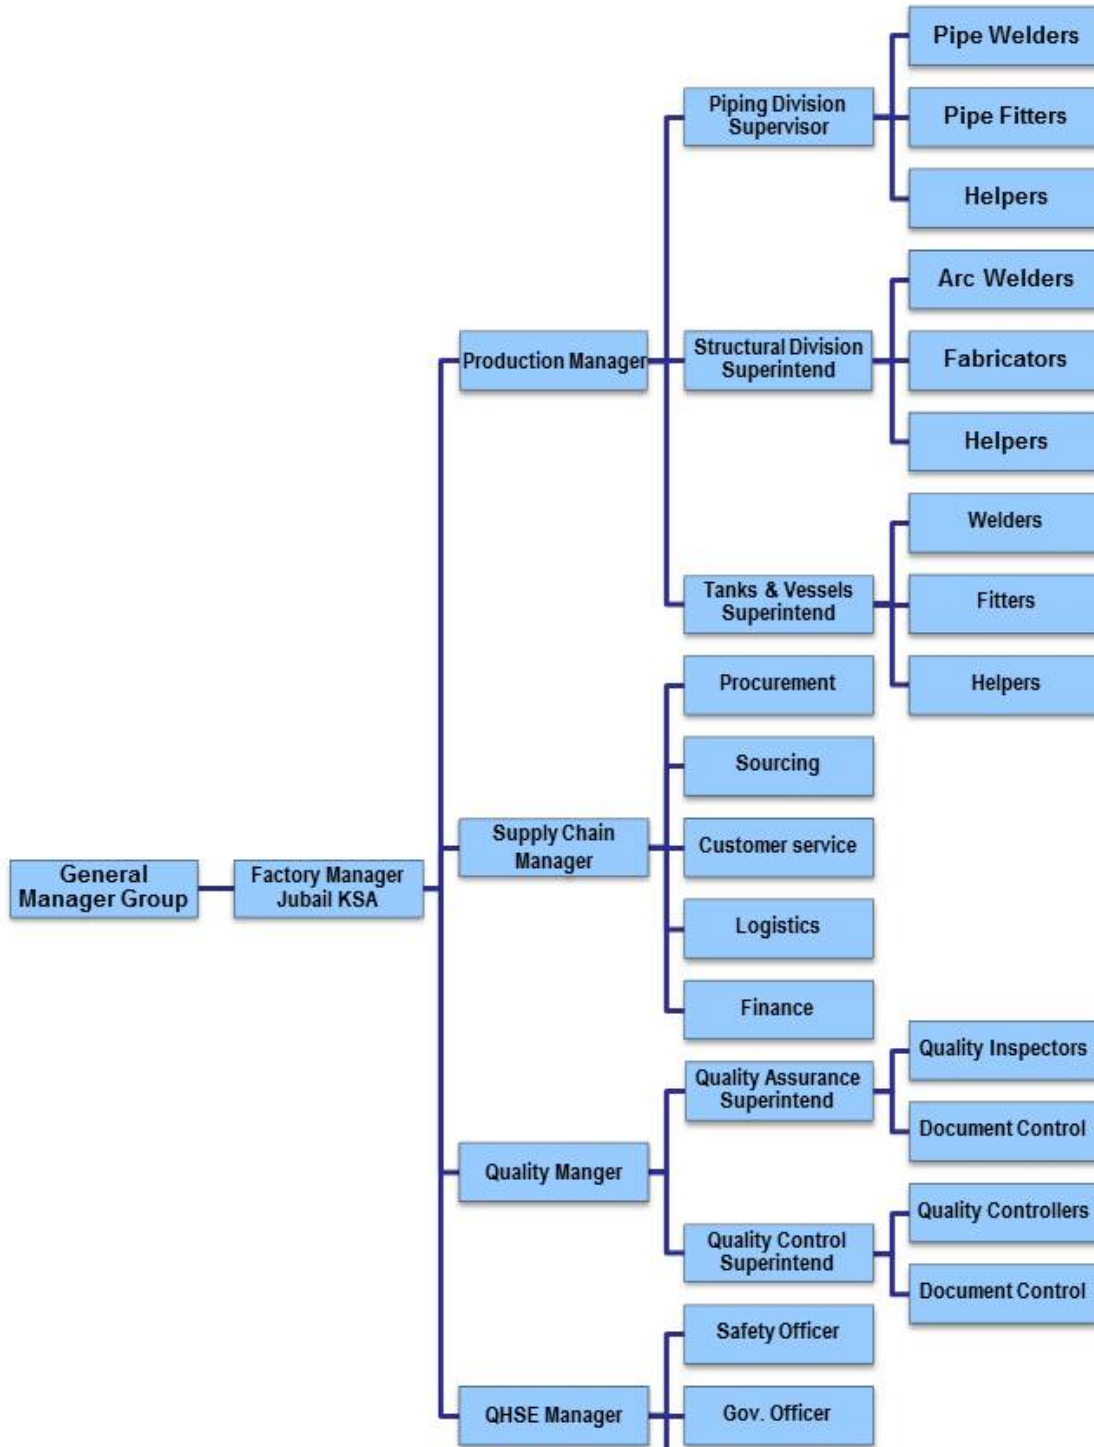 Pipe Welders
Piping Division
Supervisor
Pipe Fitters
Helpers
Arc Welders
Production Manager
Structural Division
Superintend
Fabricators
Helpers
Welders
Tanks & Vessels
Superintend
Fitters
Helpers
Procurement
Sourcing
Supply Chain
Manager
Customer service
General
Manager Group
Factory Manager
Jubail KSA
Logistics
Finance
Quality Inspectors
Quality Assurance
Superintend
Document Control
Quality Manger
Quality Controllers
Quality Control
Superintend
Document Control
Safety Officer
QHSE Manager
Gov. Officer